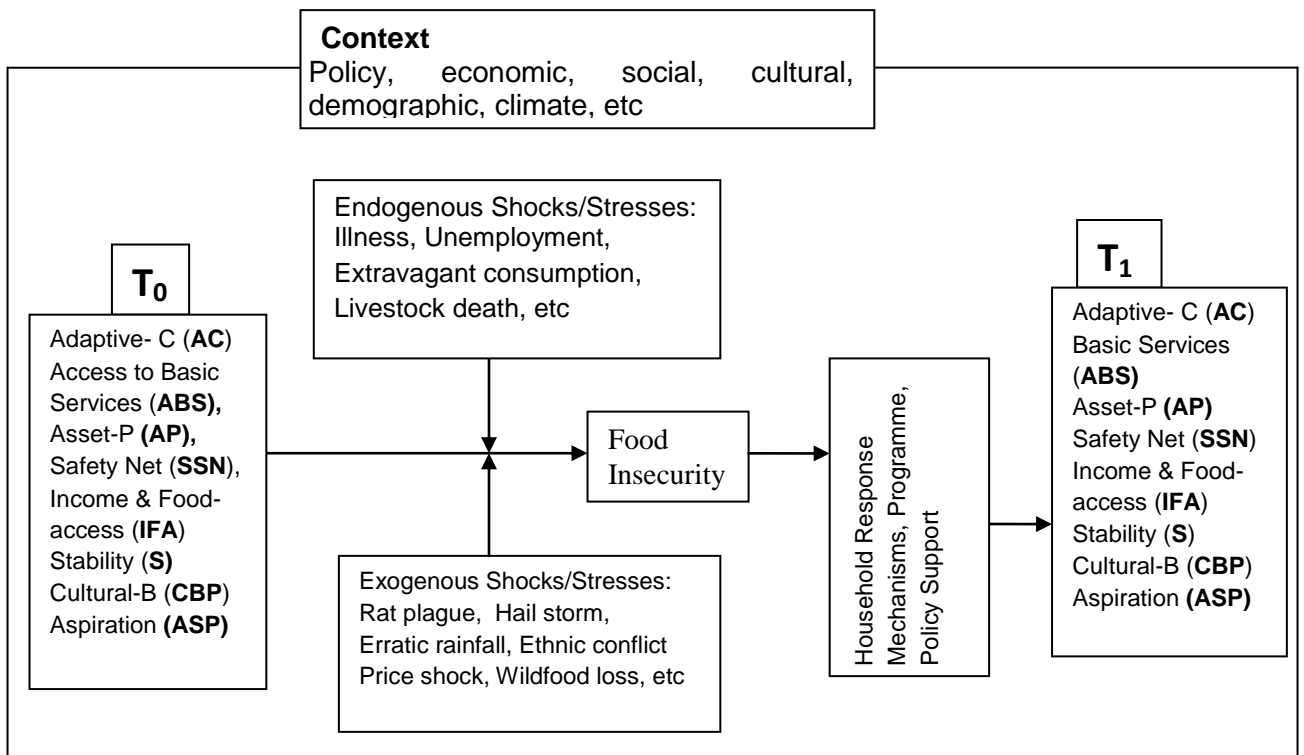 Context
Policy, economic, social, cultural,
demographic, climate, etc
T0
Adaptive- C (AC)
Access to Basic
Services (ABS),
Asset-P (AP),
Safety Net (SSN),
Income & Food-
access (IFA)
Stability (S)
Cultural-B (CBP)
Aspiration (ASP)
Endogenous Shocks/Stresses:
Illness, Unemployment,
Extravagant consumption,
Livestock death, etc
Exogenous Shocks/Stresses:
Rat plague, Hail storm,
Erratic rainfall, Ethnic conflict
Price shock, Wildfood loss, etc
Food
Insecurity
Household Response
Mechanisms, Programme,
Policy Support
T1
Adaptive- C (AC)
Basic Services
(ABS)
Asset-P (AP)
Safety Net (SSN)
Income & Food-
access (IFA)
Stability (S)
Cultural-B (CBP)
Aspiration (ASP)